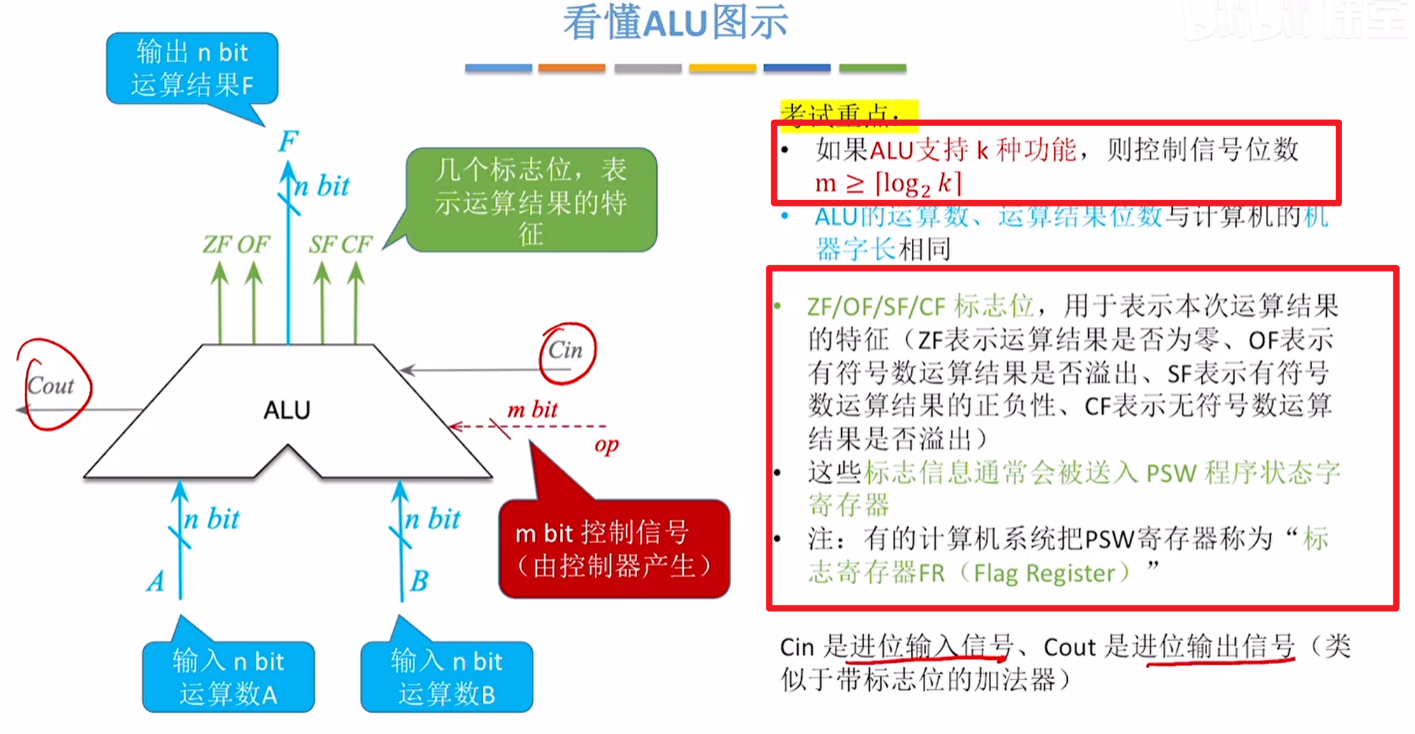 看懂ALU图示
课堂
输出 n bit
运算结果F
F
n bit
几个标志位，表
示运算结果的特
征
ZF OF SF CF
Cin
Cout
ALU
m bit
op
n bit
n bit
A
B
m bit 控制信号
（由控制器产生）
输入 n bit
运算数A
输入 n bit
运算数B
考试重点：
• 如果ALU支持 k 种功能，则控制信号位数
m ≥ ⌈log₂ k⌉
• ALU的运算数、运算结果位数与计算机的机
器字长相同
• ZF/OF/SF/CF 标志位，用于表示本次运算结果
的特征（ZF表示运算结果是否为零、OF表示
有符号数运算结果是否溢出、SF表示有符号
数运算结果的正负性、CF表示无符号数运算
结果是否溢出）
• 这些标志信息通常会被送入 PSW 程序状态字
寄存器
• 注：有的计算机系统把PSW寄存器称为“标
志寄存器FR（Flag Register）”
Cin 是进位输入信号、Cout 是进位输出信号（类
似于带标志位的加法器）